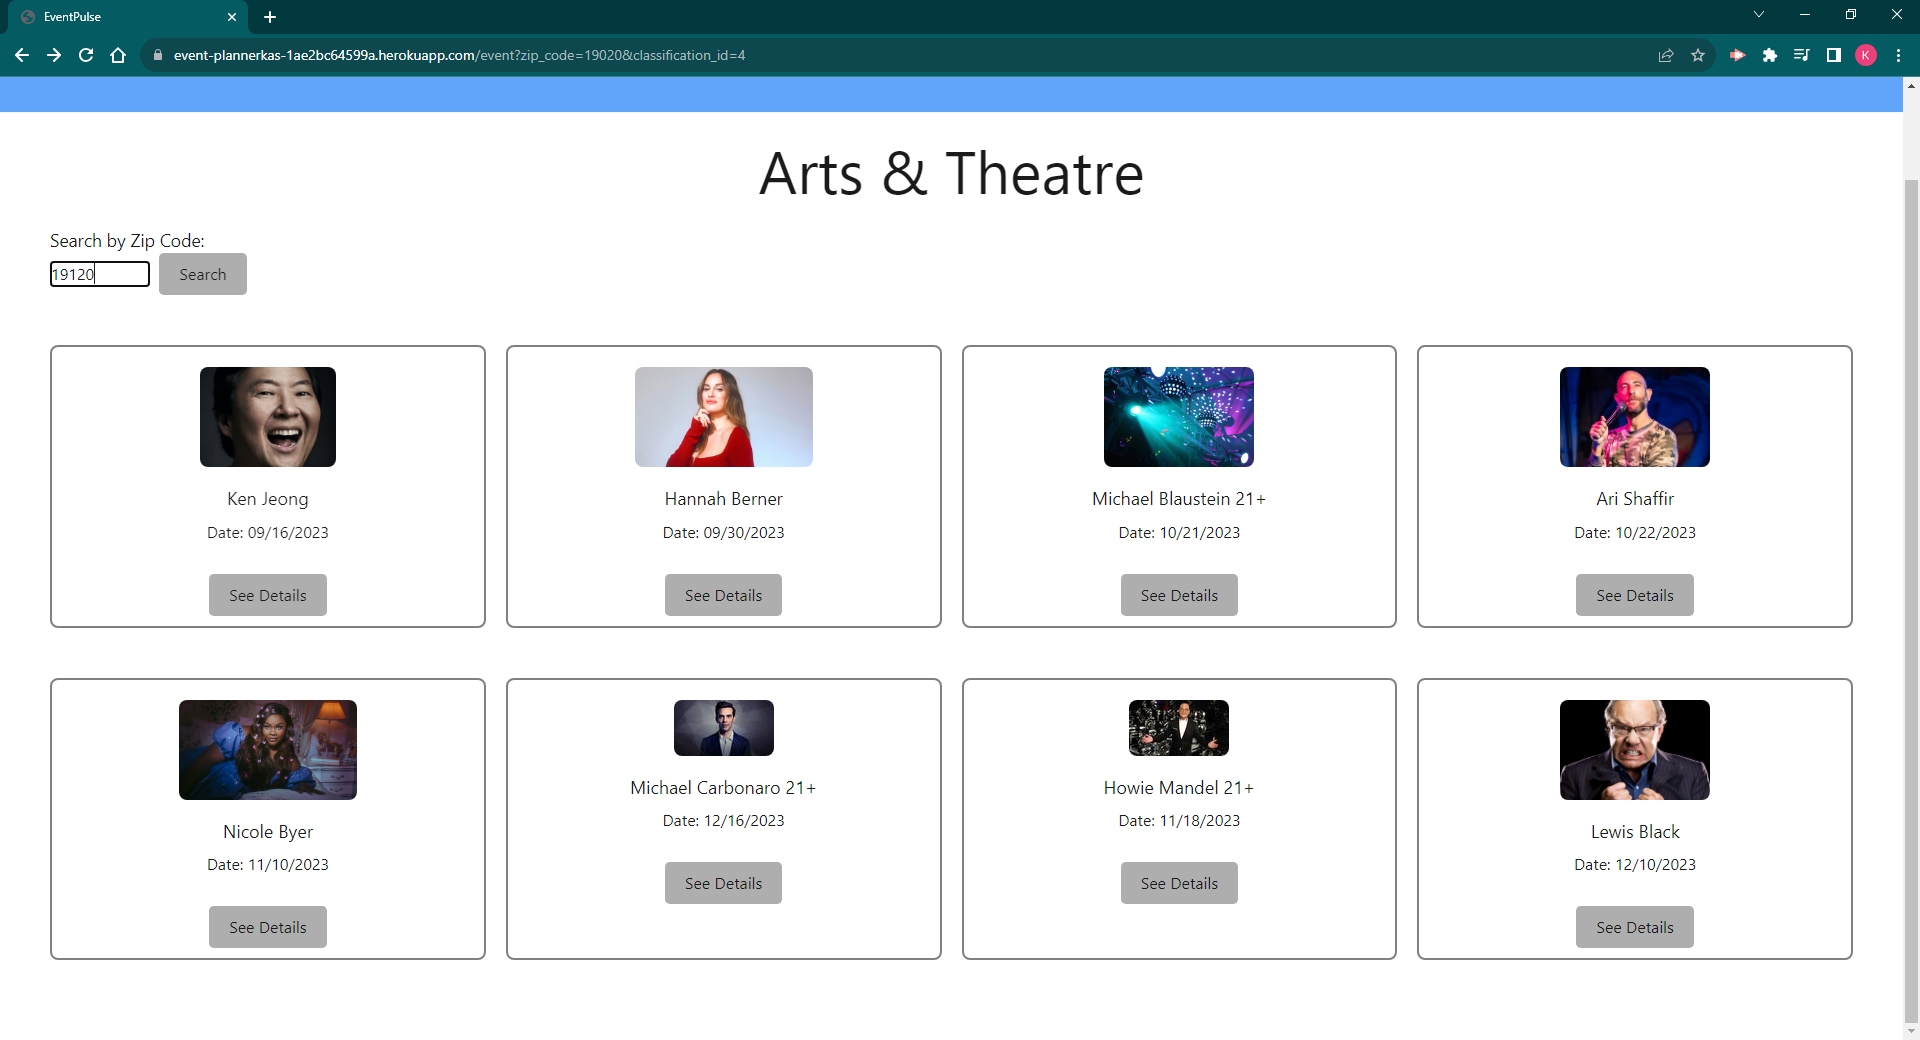 EventPulse
event-plannerkas-1ae2bc64599a.herokuapp.com/event?zip_code=19020&classification_id=4
K
Arts & Theatre
Search by Zip Code:
19120 Search
Ken Jeong Hannah Berner Michael Blaustein 21+ Ari Shaffir
Date: 09/16/2023 Date: 09/30/2023 Date: 10/21/2023 Date: 10/22/2023
See Details See Details See Details See Details
Michael Carbonaro 21+ Howie Mandel 21+
Date: 12/16/2023 Date: 11/18/2023
Nicole Byer Lewis Black
Date: 11/10/2023 Date: 12/10/2023
See Details See Details
See Details See Details